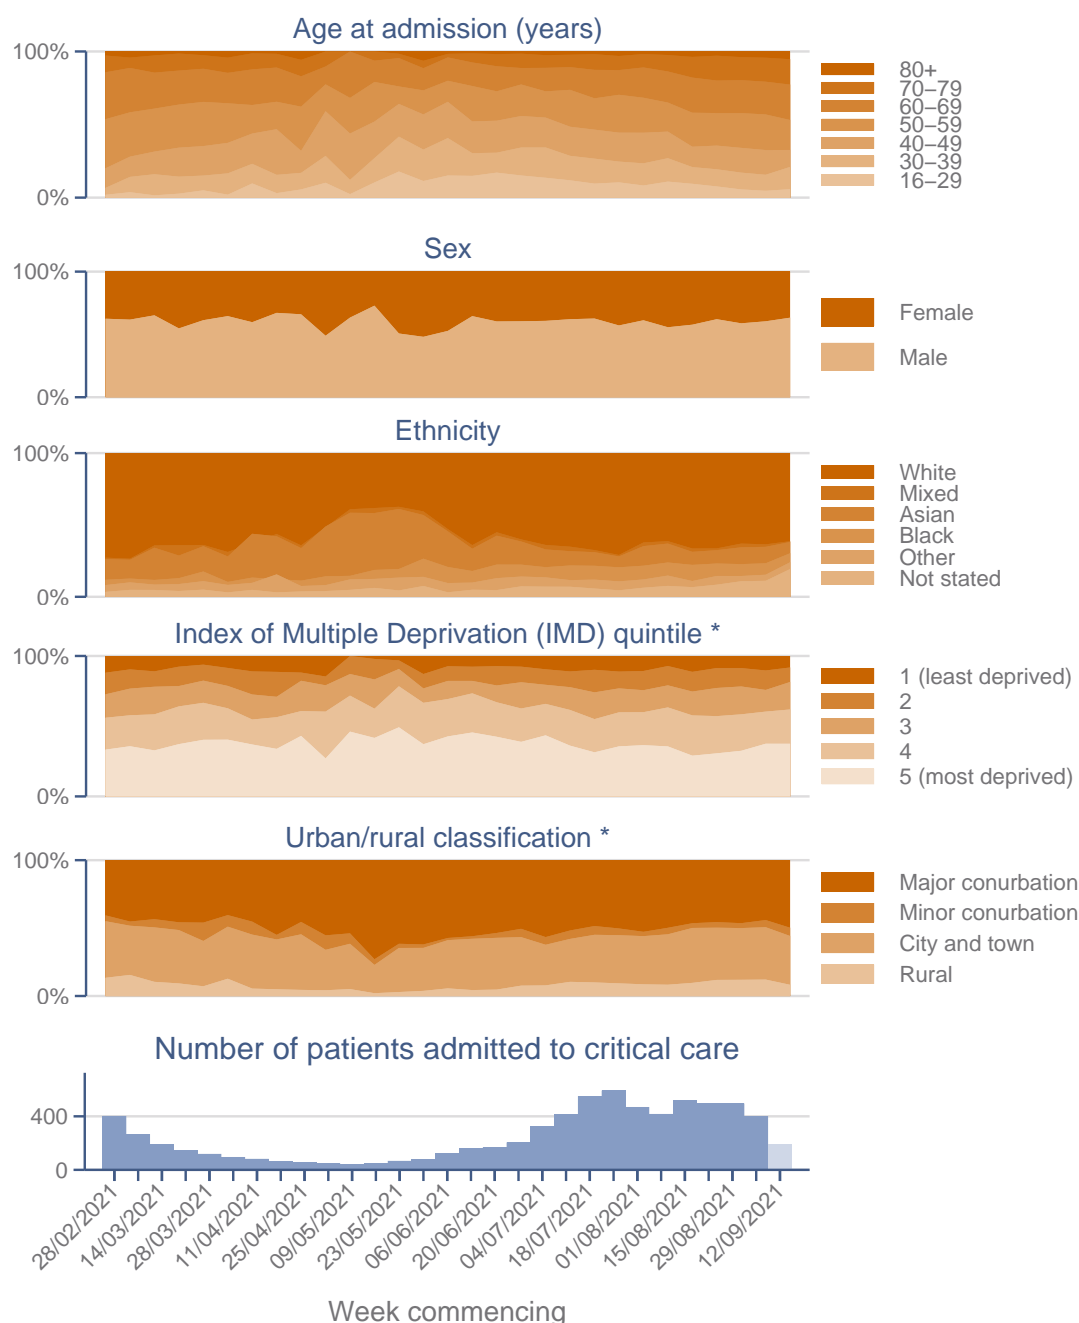 Age at admission (years)
100%
0%
80+
70–79
60–69
50–59
40–49
30–39
16–29
Sex
100%
0%
Female
Male
Ethnicity
100%
0%
White
Mixed
Asian
Black
Other
Not stated
Index of Multiple Deprivation (IMD) quintile *
100%
0%
1 (least deprived)
2
3
4
5 (most deprived)
Urban/rural classification *
100%
0%
Major conurbation
Minor conurbation
City and town
Rural
Number of patients admitted to critical care
400
0
28/02/2021
14/03/2021
28/03/2021
11/04/2021
25/04/2021
09/05/2021
23/05/2021
06/06/2021
20/06/2021
04/07/2021
18/07/2021
01/08/2021
15/08/2021
29/08/2021
12/09/2021
Week commencing